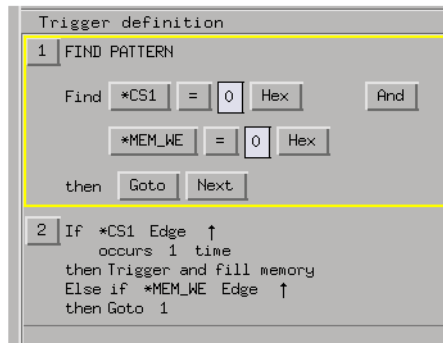 Trigger definition
1 FIND PATTERN
Find *CS1 = 0 Hex And
*MEM_WE = 0 Hex
then Goto Next
2 If *CS1 Edge ↑
occurs 1 time
then Trigger and fill memory
Else if *MEM_WE Edge ↑
then Goto 1